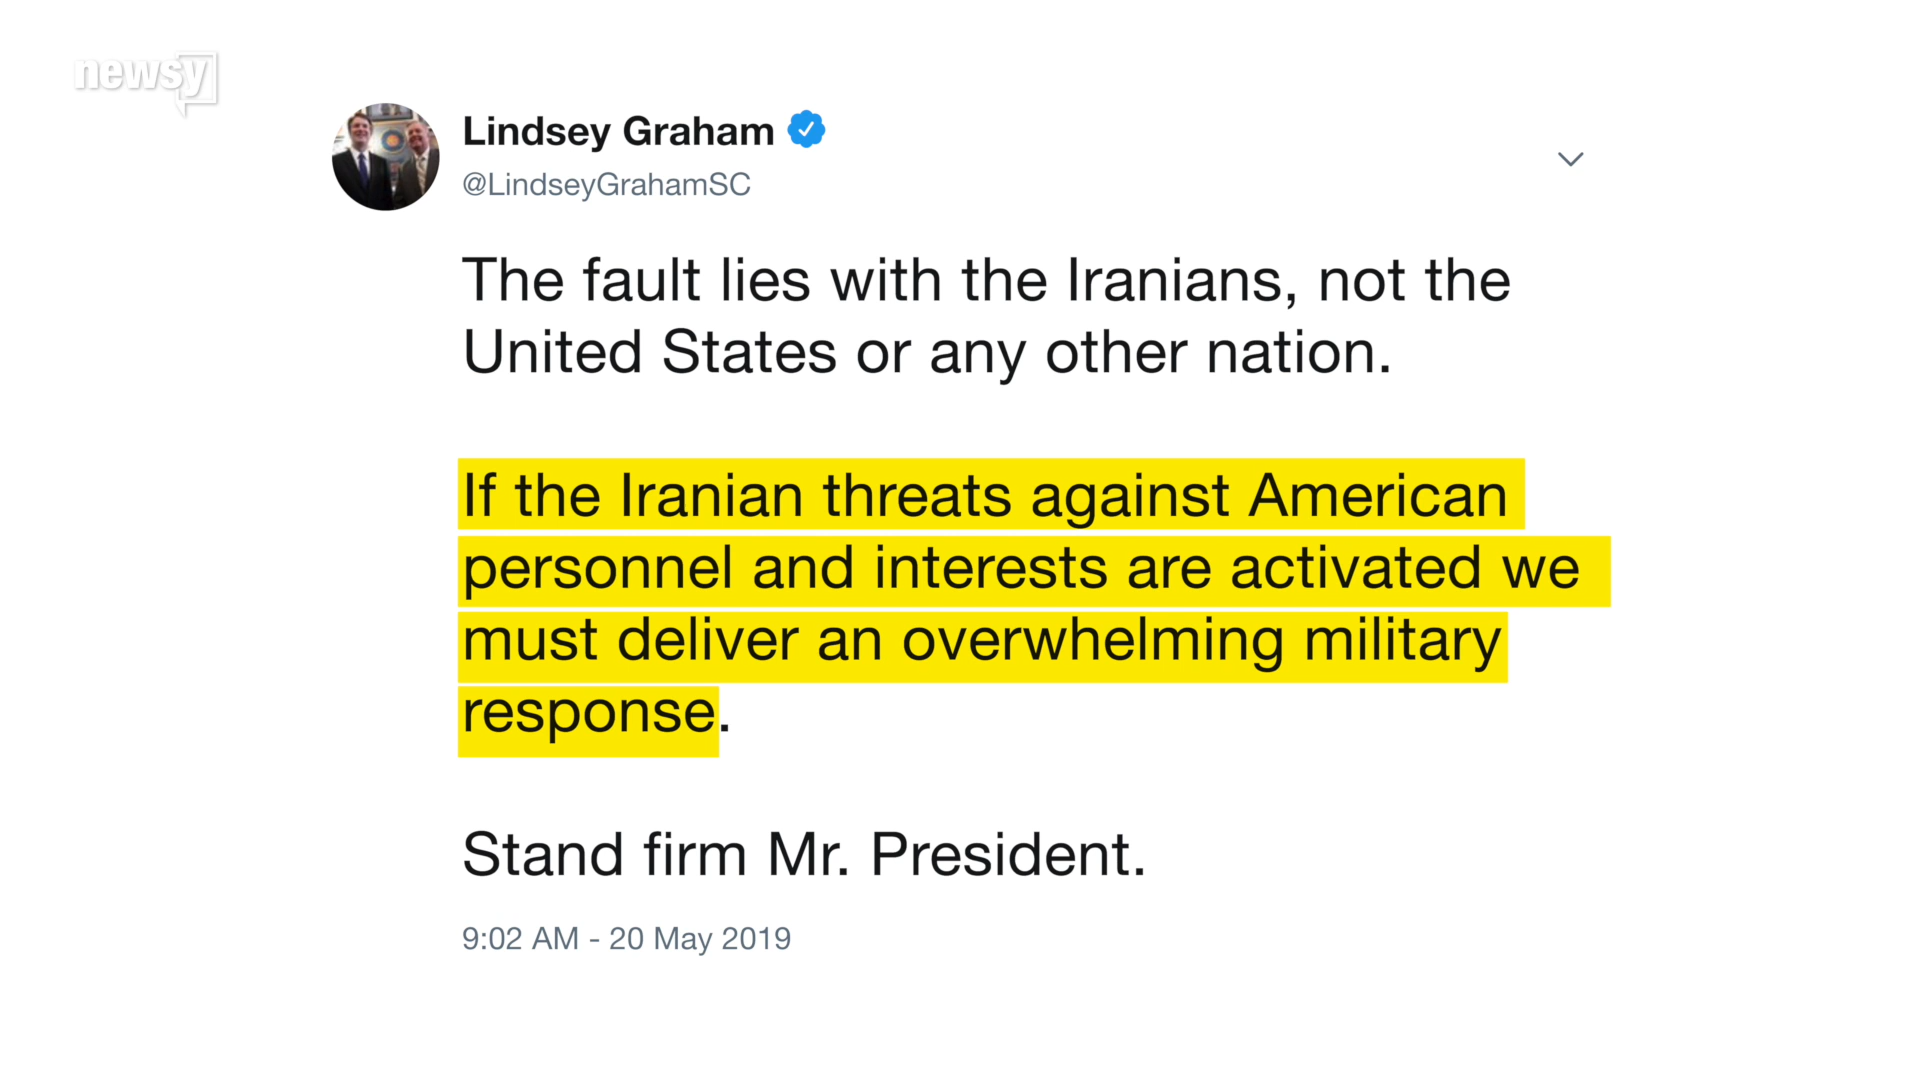 newsy
Lindsey Graham
@LindseyGrahamSC
The fault lies with the Iranians, not the
United States or any other nation.
If the Iranian threats against American
personnel and interests are activated we
must deliver an overwhelming military
response.
Stand firm Mr. President.
9:02 AM - 20 May 2019